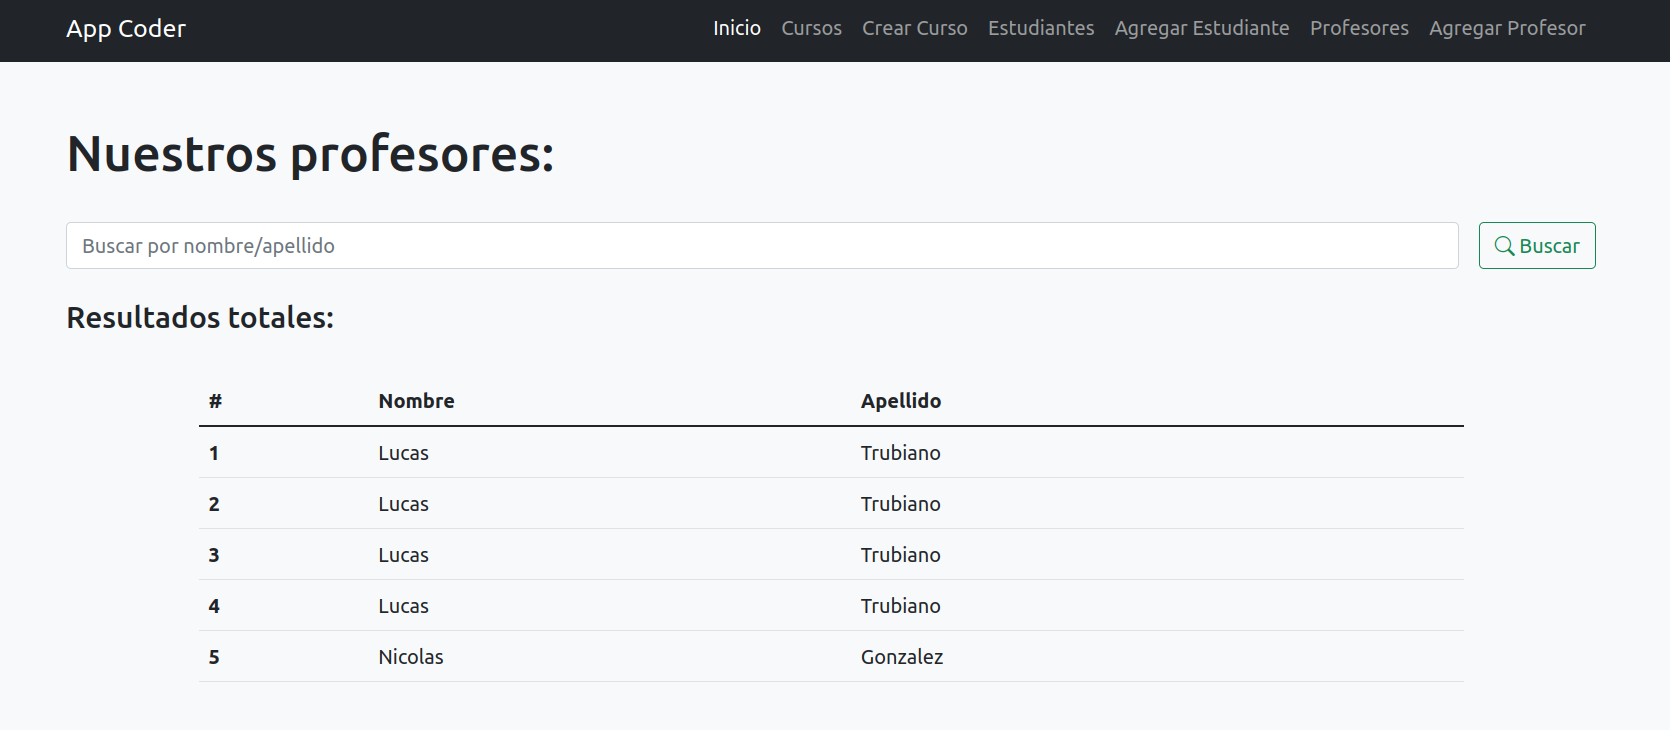 App Coder Inicio Cursos Crear Curso Estudiantes Agregar Estudiante Profesores Agregar Profesor
Nuestros profesores:
Buscar por nombre/apellido Buscar
Resultados totales:
# Nombre Apellido
1 Lucas Trubiano
2 Lucas Trubiano
3 Lucas Trubiano
4 Lucas Trubiano
5 Nicolas Gonzalez